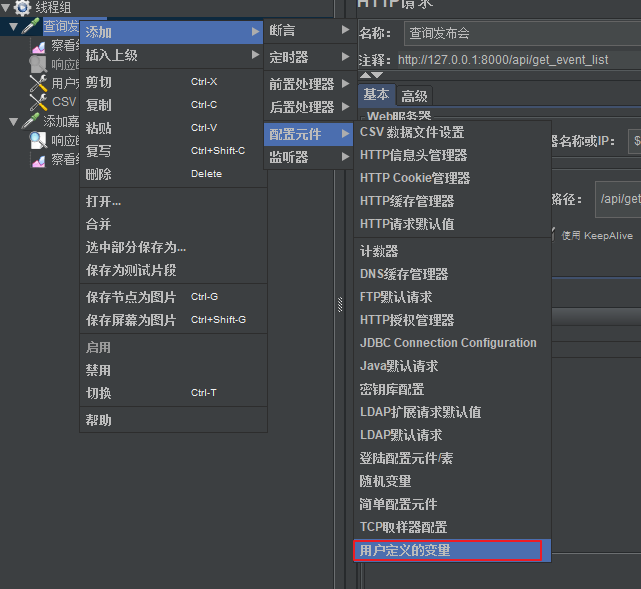 线程组
查询发
察看结
响应断
用户定
CSV
添加嘉
响应断
察看结
添加
插入上级
剪切 Ctrl-X
复制 Ctrl-C
粘贴 Ctrl-V
复写 Ctrl+Shift-C
删除 Delete
打开...
合并
选中部分保存为...
保存为测试片段
保存节点为图片 Ctrl-G
保存屏幕为图片 Ctrl+Shift-G
启用
禁用
切换 Ctrl-T
帮助
断言
定时器
前置处理器
后置处理器
配置元件
监听器
CSV 数据文件设置
HTTP信息头管理器
HTTP Cookie管理器
HTTP缓存管理器
HTTP请求默认值
计数器
DNS缓存管理器
FTP默认请求
HTTP授权管理器
JDBC Connection Configuration
Java默认请求
密钥库配置
LDAP扩展请求默认值
LDAP默认请求
登陆配置元件/素
随机变量
简单配置元件
TCP取样器配置
用户定义的变量
HTTP请求
名称： 查询发布会
注释： http://127.0.0.1:8000/api/get_event_list
基本 高级
Web服务器
器名称或IP： $
路径： /api/get
使用 KeepAlive